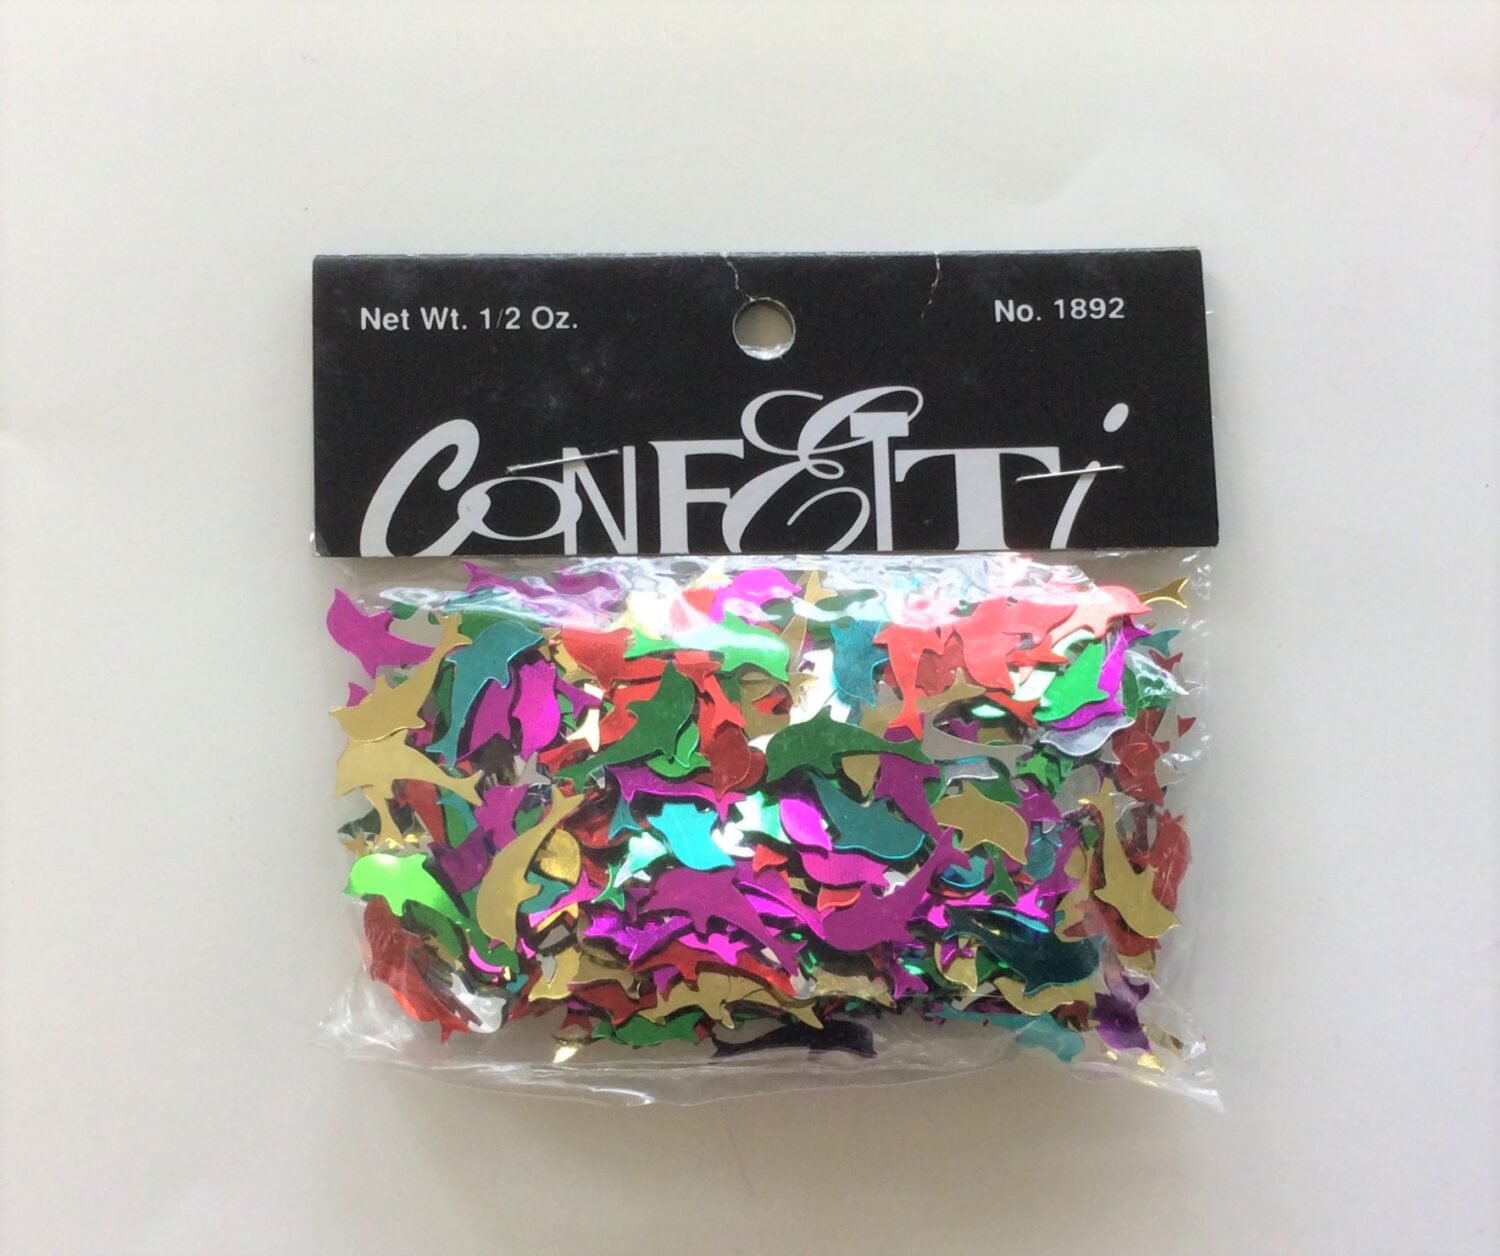 Net Wt. 1/2 Oz.
No. 1892
CONFETTi